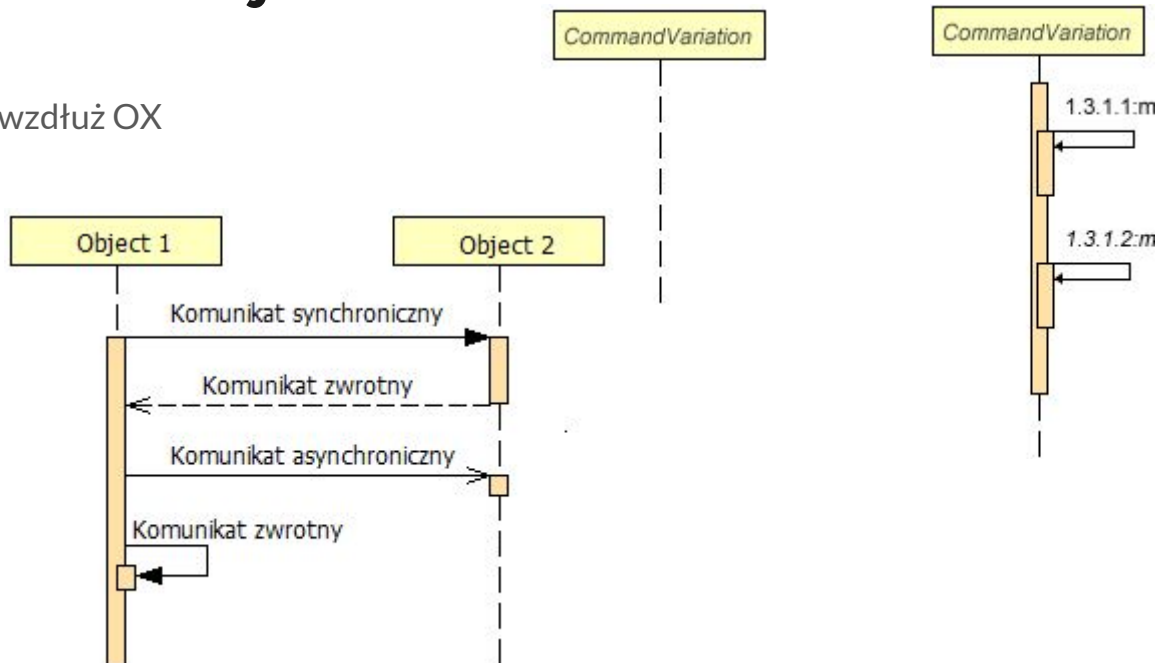 CommandVariation
CommandVariation
wzdłuż OX
1.3.1.1:m
Object 1
Object 2
1.3.1.2:m
Komunikat synchroniczny
Komunikat zwrotny
Komunikat asynchroniczny
Komunikat zwrotny